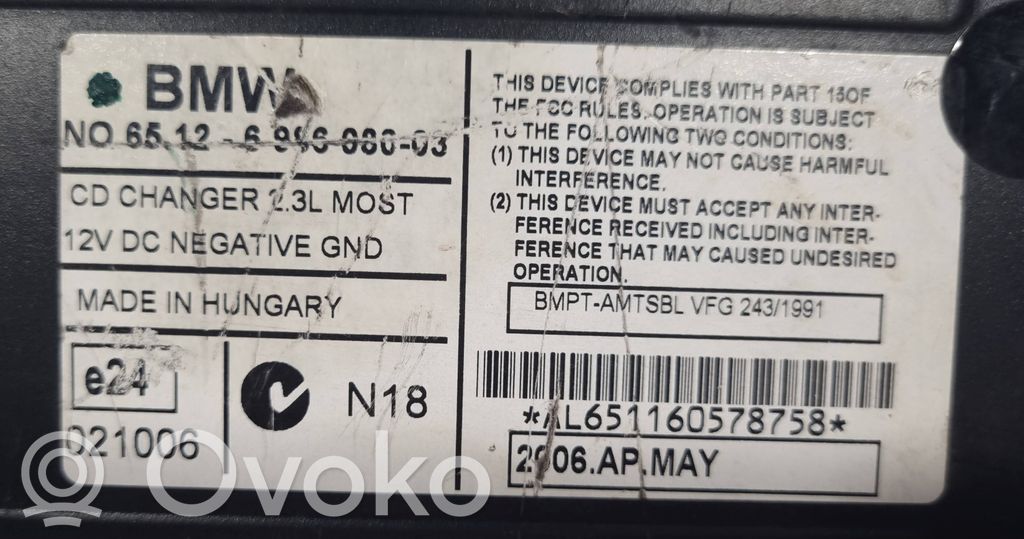 BMW
NO 65.12 - 6 966 080-03
CD CHANGER 2.3L MOST
12V DC NEGATIVE GND
MADE IN HUNGARY
e24
021006
N18
THIS DEVICE COMPLIES WITH PART 15OF
THE FCC RULES. OPERATION IS SUBJECT
TO THE FOLLOWING TWO CONDITIONS:
(1) THIS DEVICE MAY NOT CAUSE HARMFUL
INTERFERENCE.
(2) THIS DEVICE MUST ACCEPT ANY INTER-
FERENCE RECEIVED INCLUDING INTER-
FERENCE THAT MAY CAUSED UNDESIRED
OPERATION.
BMPT-AMTSBL VFG 243/1991
*AL651160578758*
2006.AP.MAY
Ovoko